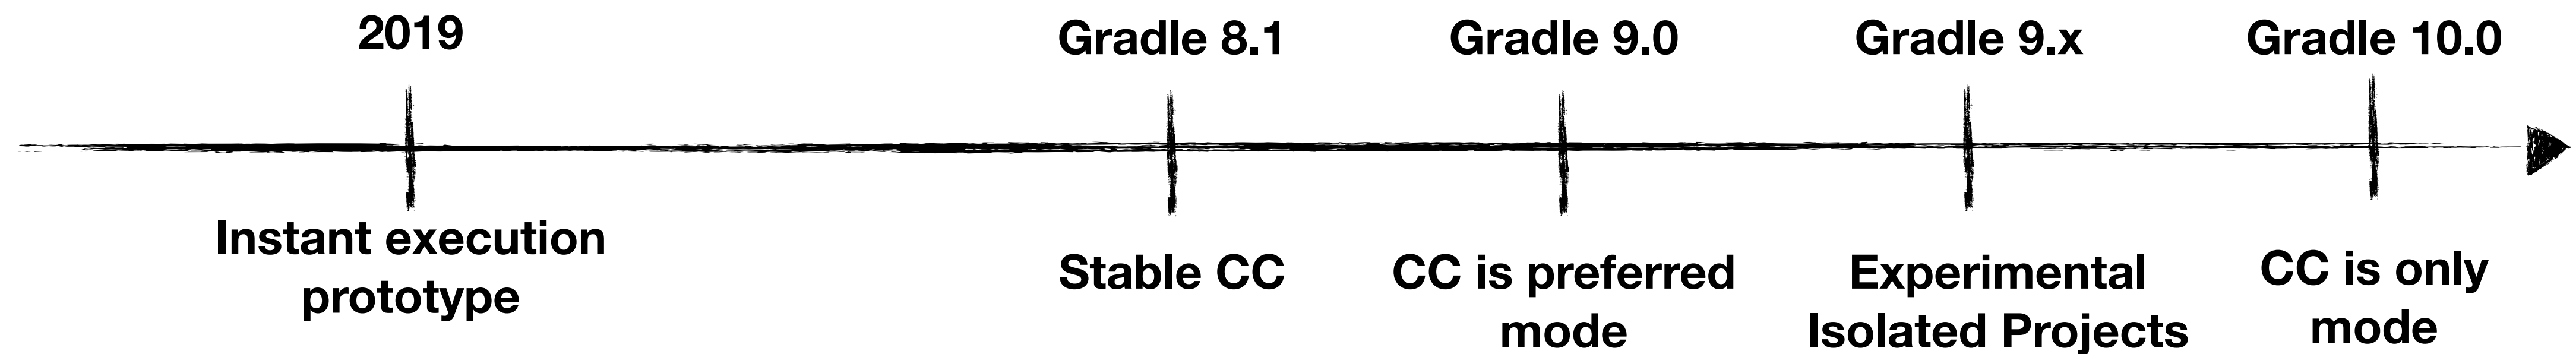 2019
Gradle 8.1
Gradle 9.0
Gradle 9.x
Gradle 10.0
Instant execution
prototype
Stable CC
CC is preferred
mode
Experimental
Isolated Projects
CC is only
mode